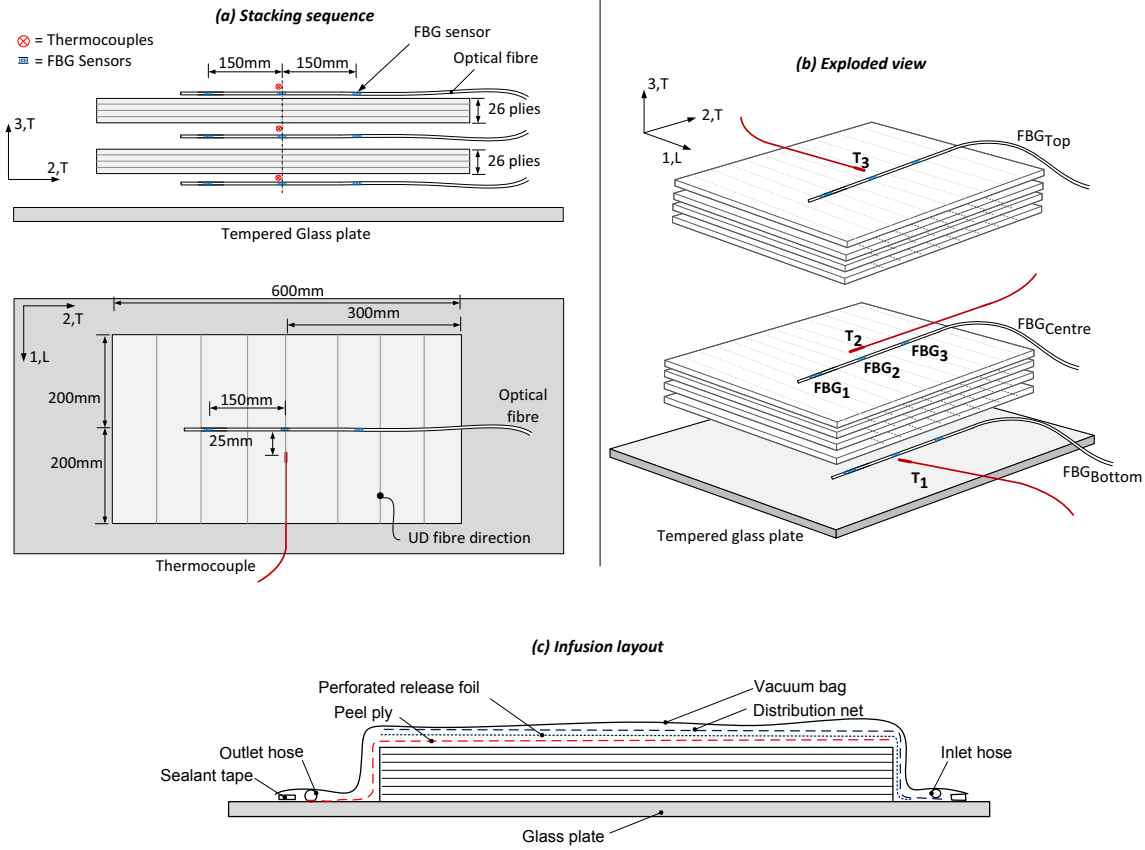 (a) Stacking sequence
= Thermocouples
= FBG Sensors
FBG sensor
Optical fibre
150mm
150mm
26 plies
26 plies
3,T
2,T
Tempered Glass plate
600mm
300mm
2,T
1,L
200mm
200mm
150mm
25mm
Optical
fibre
UD fibre direction
Thermocouple
(b) Exploded view
3,T
2,T
1,L
T3
FBGTop
T2
FBG1
FBG2
FBG3
FBGCentre
T1
FBGBottom
Tempered glass plate
(c) Infusion layout
Perforated release foil
Peel ply
Outlet hose
Sealant tape
Vacuum bag
Distribution net
Inlet hose
Glass plate